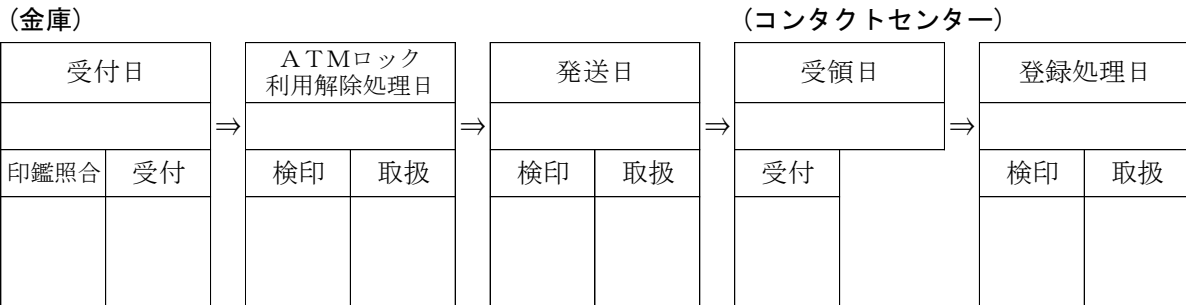 (金庫) (コンタクトセンター)
受付日 ATMロック 発送日 受領日 登録処理日
利用解除処理日
⇒ ⇒ ⇒ ⇒
印鑑照合 受付 検印 取扱 検印 取扱 受付 検印 取扱